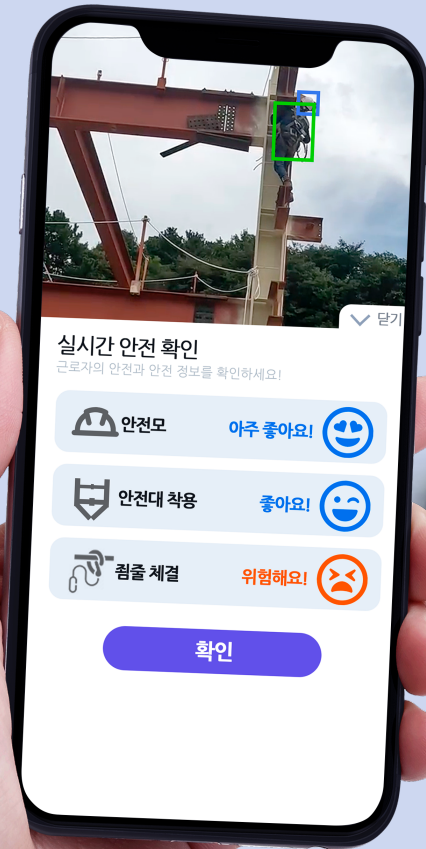 닫기
실시간 안전 확인
근로자의 안전과 안전 정보를 확인하세요!
안전모 아주 좋아요!
안전대 착용 좋아요!
죔줄 체결 위험해요!
확인